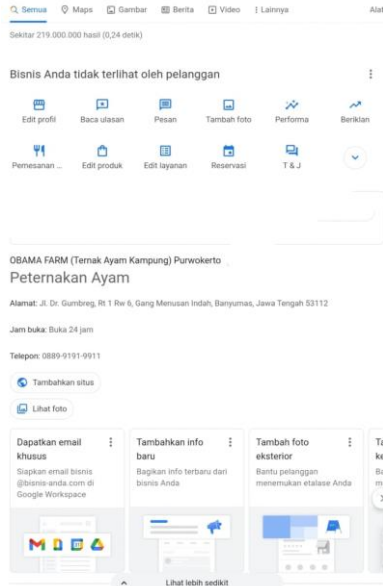 Semua Maps Gambar Berita Video Lainnya Alat
Sekitar 219.000.000 hasil (0,24 detik)
Bisnis Anda tidak terlihat oleh pelanggan
Edit profil Baca ulasan Pesan Tambah foto Performa Beriklan
Pemesanan ... Edit produk Edit layanan Reservasi T & J
OBAMA FARM (Ternak Ayam Kampung) Purwokerto
Peternakan Ayam
Alamat: Jl. Dr. Gumbreg, Rt 1 Rw 6, Gang Menusan Indah, Banyumas, Jawa Tengah 53112
Jam buka: Buka 24 jam
Telepon: 0889-9191-9911
Tambahkan situs
Lihat foto
Dapatkan email
khusus
Siapkan email bisnis
@bisnis-anda.com di
Google Workspace
Tambahkan info
baru
Bagikan info terbaru dari
bisnis Anda
Tambah foto
eksterior
Bantu pelanggan
menemukan etalase Anda
Lihat lebih sedikit